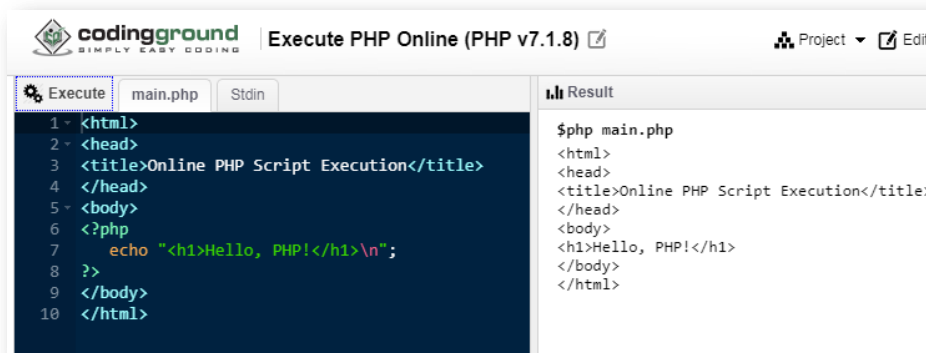 codingground
SIMPLY EASY CODING
Execute PHP Online (PHP v7.1.8)
Project
Execute
main.php
Stdin
1 <html>
2 <head>
3 <title>Online PHP Script Execution</title>
4 </head>
5 <body>
6 <?php
7 echo "<h1>Hello, PHP!</h1>\n";
8 ?>
9 </body>
10 </html>
Result
$php main.php
<html>
<head>
<title>Online PHP Script Execution</title>
</head>
<body>
<h1>Hello, PHP!</h1>
</body>
</html>